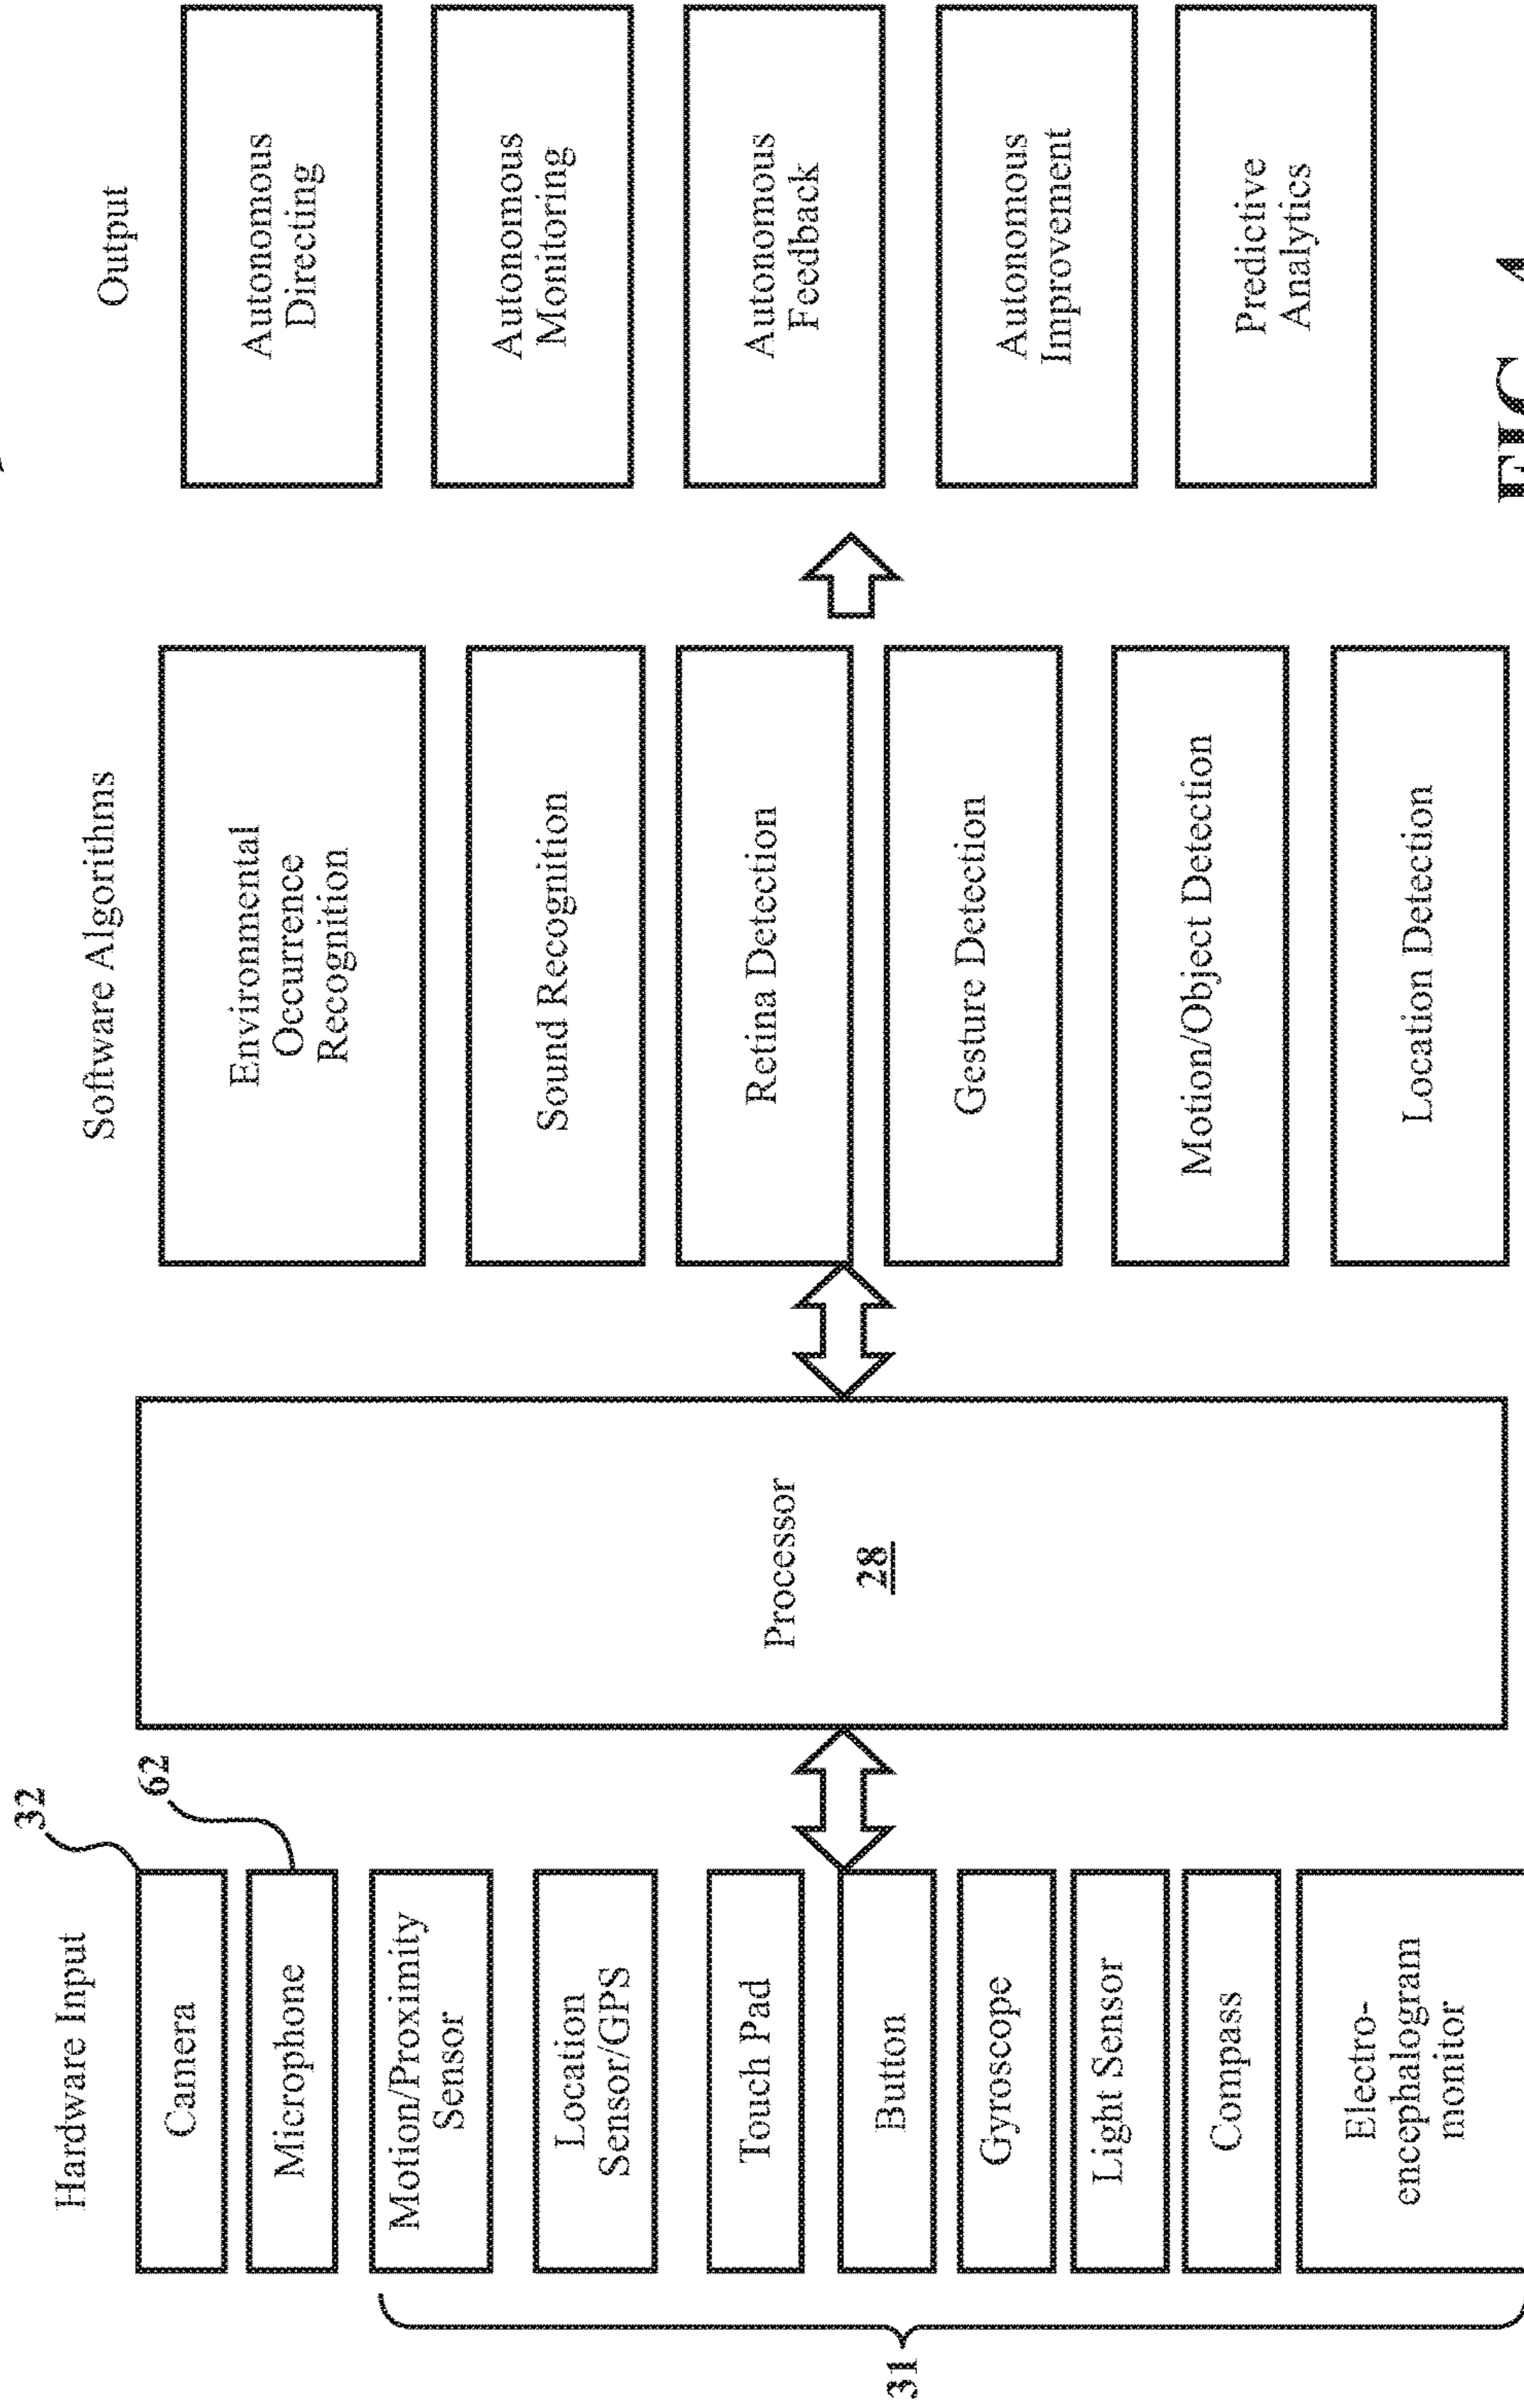 Hardware Input
32
Camera
62
Microphone
Motion/Proximity
Sensor
Location
Sensor/GPS
Touch Pad
Button
Gyroscope
Light Sensor
Compass
Electro-
encephalogram
monitor
31
Processor
28
Software Algorithms
Environmental
Occurrence
Recognition
Sound Recognition
Retina Detection
Gesture Detection
Motion/Object Detection
Location Detection
Output
Autonomous
Directing
Autonomous
Monitoring
Autonomous
Feedback
Autonomous
Improvement
Predictive
Analytics